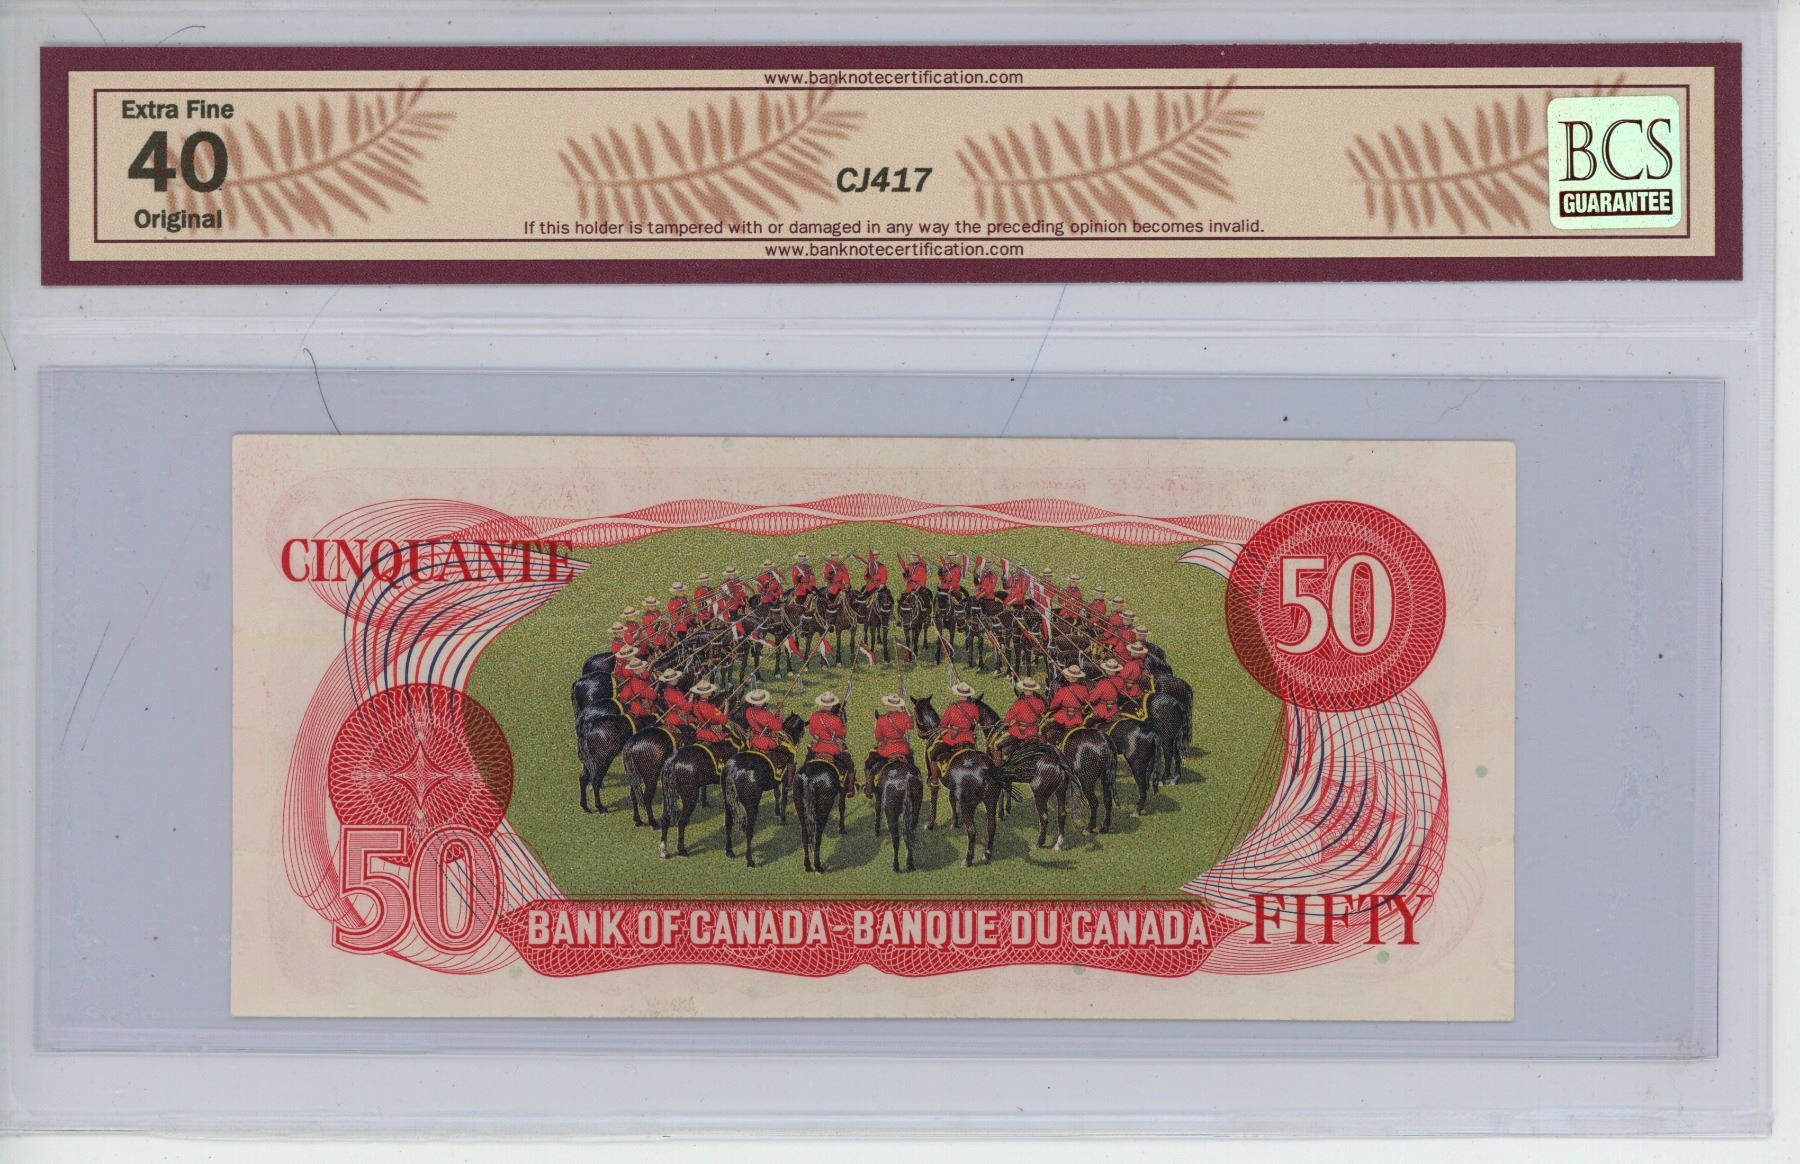 www.banknotecertification.com
Extra Fine
40
Original
CJ417
BCS
GUARANTEE
If this holder is tampered with or damaged in any way the preceding opinion becomes invalid.
www.banknotecertification.com
CINQUANTE
50
50
BANK OF CANADA-BANQUE DU CANADA
FIFTY